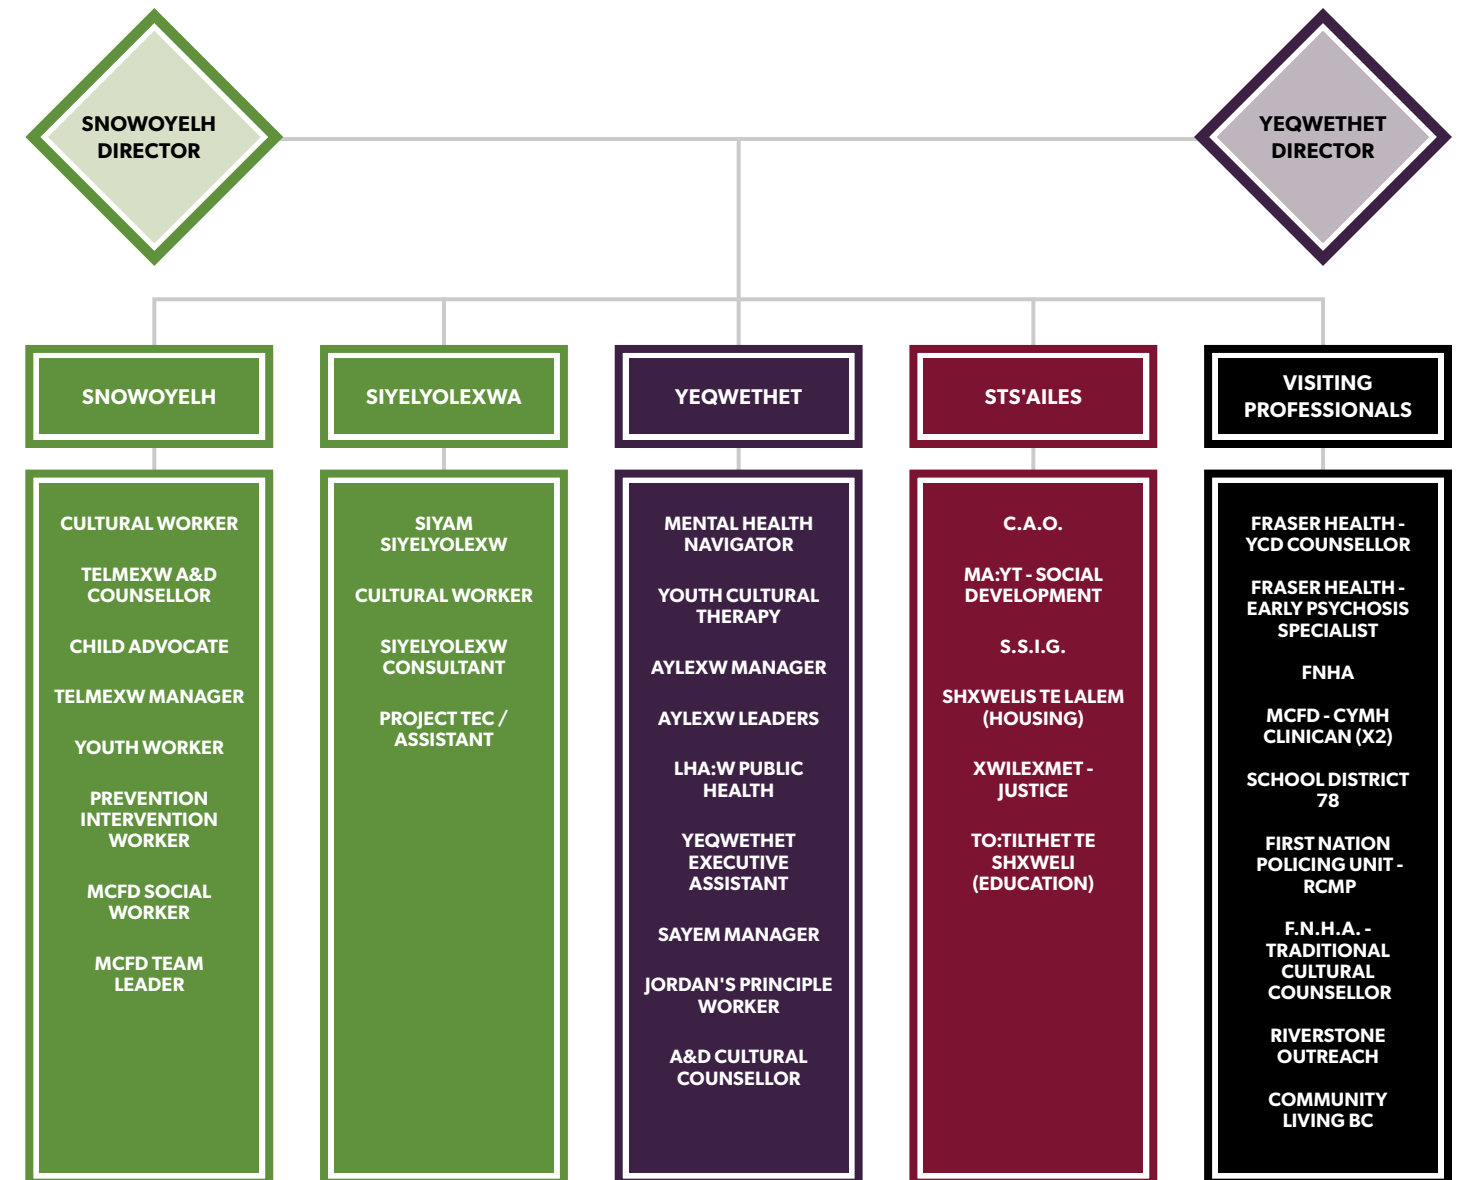 SNOWOYELH
DIRECTOR
YEQWETHET
DIRECTOR
SNOWOYELH
CULTURAL WORKER
TELMEXW A&D
COUNSELLOR
CHILD ADVOCATE
TELMEXW MANAGER
YOUTH WORKER
PREVENTION
INTERVENTION
WORKER
MCFD SOCIAL
WORKER
MCFD TEAM
LEADER
SIYELYOLEXWA
SIYAM
SIYELYOLEXW
CULTURAL WORKER
SIYELYOLEXW
CONSULTANT
PROJECT TEC /
ASSISTANT
YEQWETHET
MENTAL HEALTH
NAVIGATOR
YOUTH CULTURAL
THERAPY
AYLEXW MANAGER
AYLEXW LEADERS
LHA:W PUBLIC
HEALTH
YEQWETHET
EXECUTIVE
ASSISTANT
SAYEM MANAGER
JORDAN'S PRINCIPLE
WORKER
A&D CULTURAL
COUNSELLOR
STS'AILES
C.A.O.
MA:YT - SOCIAL
DEVELOPMENT
S.S.I.G.
SHXWELIS TE LALEM
(HOUSING)
XWILEXMET -
JUSTICE
TO:TILTHET TE
SHXWELI
(EDUCATION)
VISITING
PROFESSIONALS
FRASER HEALTH -
YCD COUNSELLOR
FRASER HEALTH -
EARLY PSYCHOSIS
SPECIALIST
FNHA
MCFD - CYMH
CLINICAN (X2)
SCHOOL DISTRICT
78
FIRST NATION
POLICING UNIT -
RCMP
F.N.H.A. -
TRADITIONAL
CULTURAL
COUNSELLOR
RIVERSTONE
OUTREACH
COMMUNITY
LIVING BC